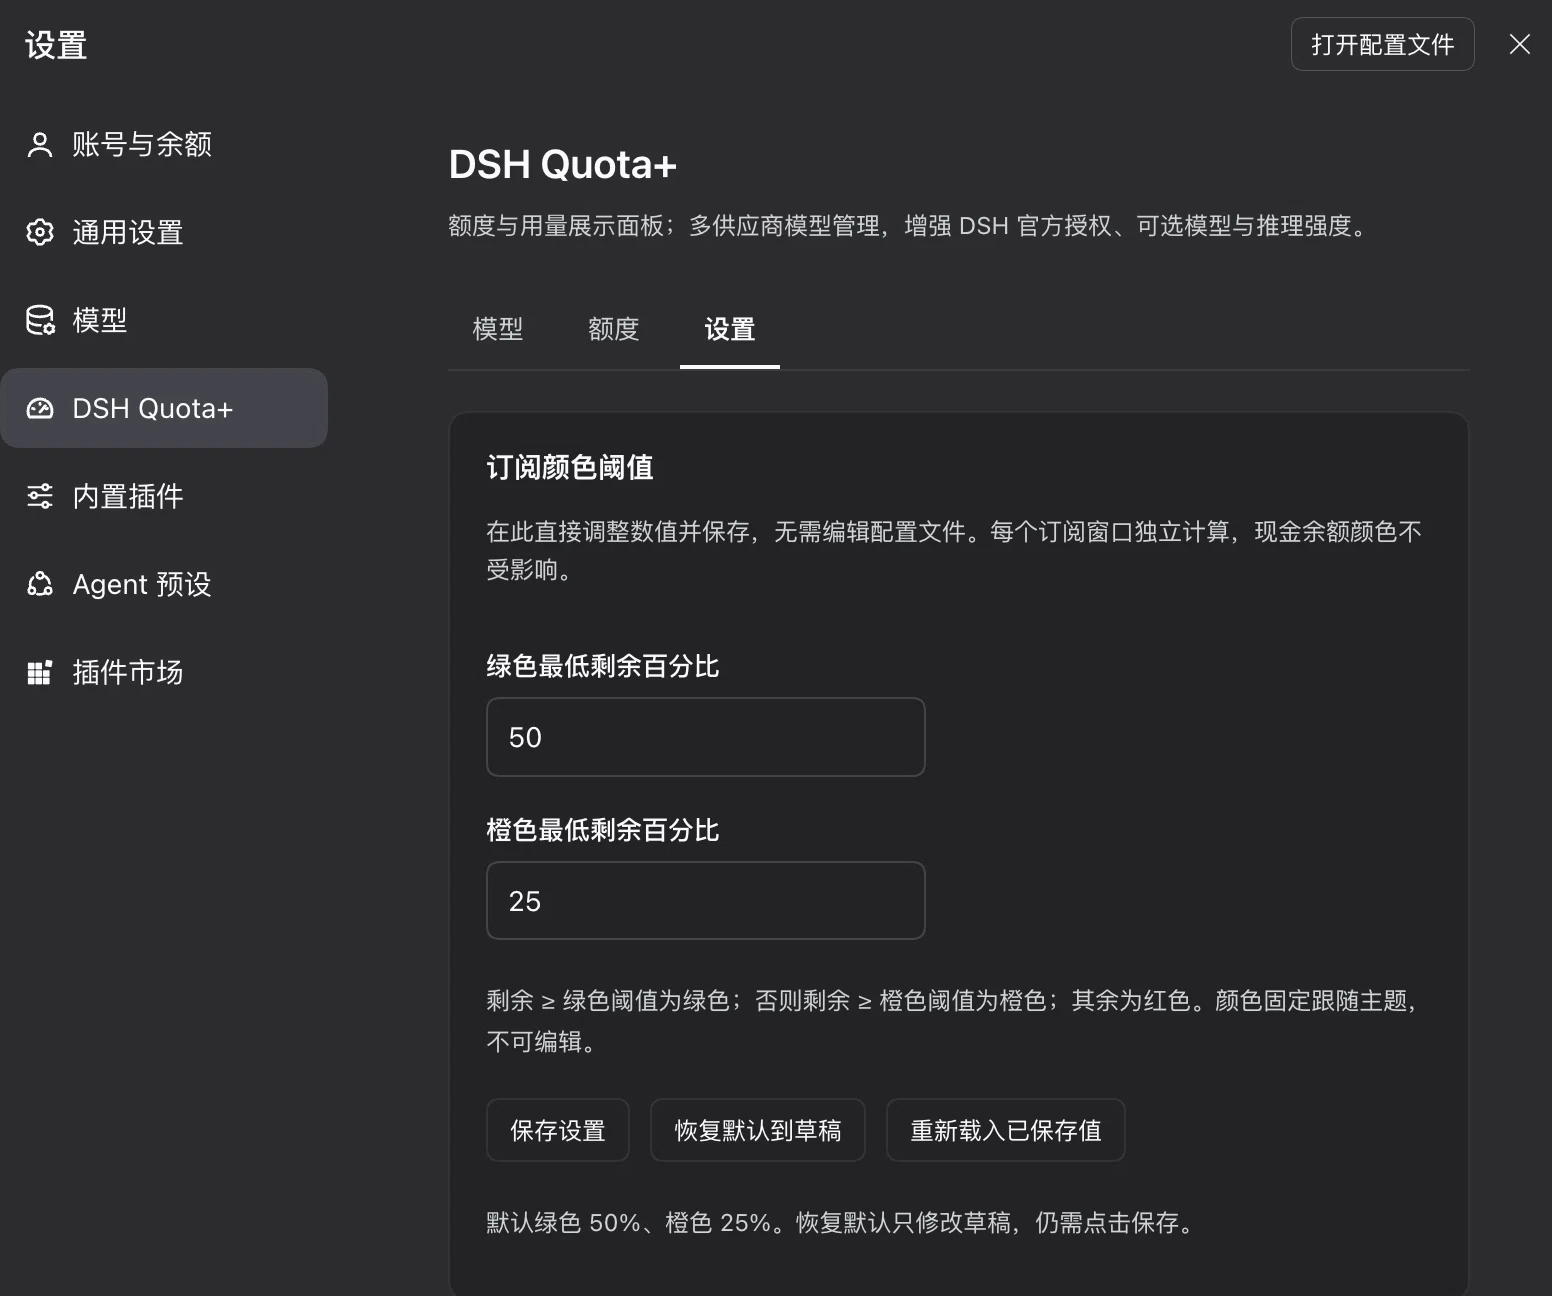 设置
打开配置文件
账号与余额
通用设置
模型
DSH Quota+
内置插件
Agent 预设
插件市场
DSH Quota+
额度与用量展示面板；多供应商模型管理，增强 DSH 官方授权、可选模型与推理强度。
模型
额度
设置
订阅颜色阈值
在此直接调整数值并保存，无需编辑配置文件。每个订阅窗口独立计算，现金余额颜色不
受影响。
绿色最低剩余百分比
50
橙色最低剩余百分比
25
剩余 ≥ 绿色阈值为绿色；否则剩余 ≥ 橙色阈值为橙色；其余为红色。颜色固定跟随主题，
不可编辑。
保存设置
恢复默认到草稿
重新载入已保存值
默认绿色 50%、橙色 25%。恢复默认只修改草稿，仍需点击保存。